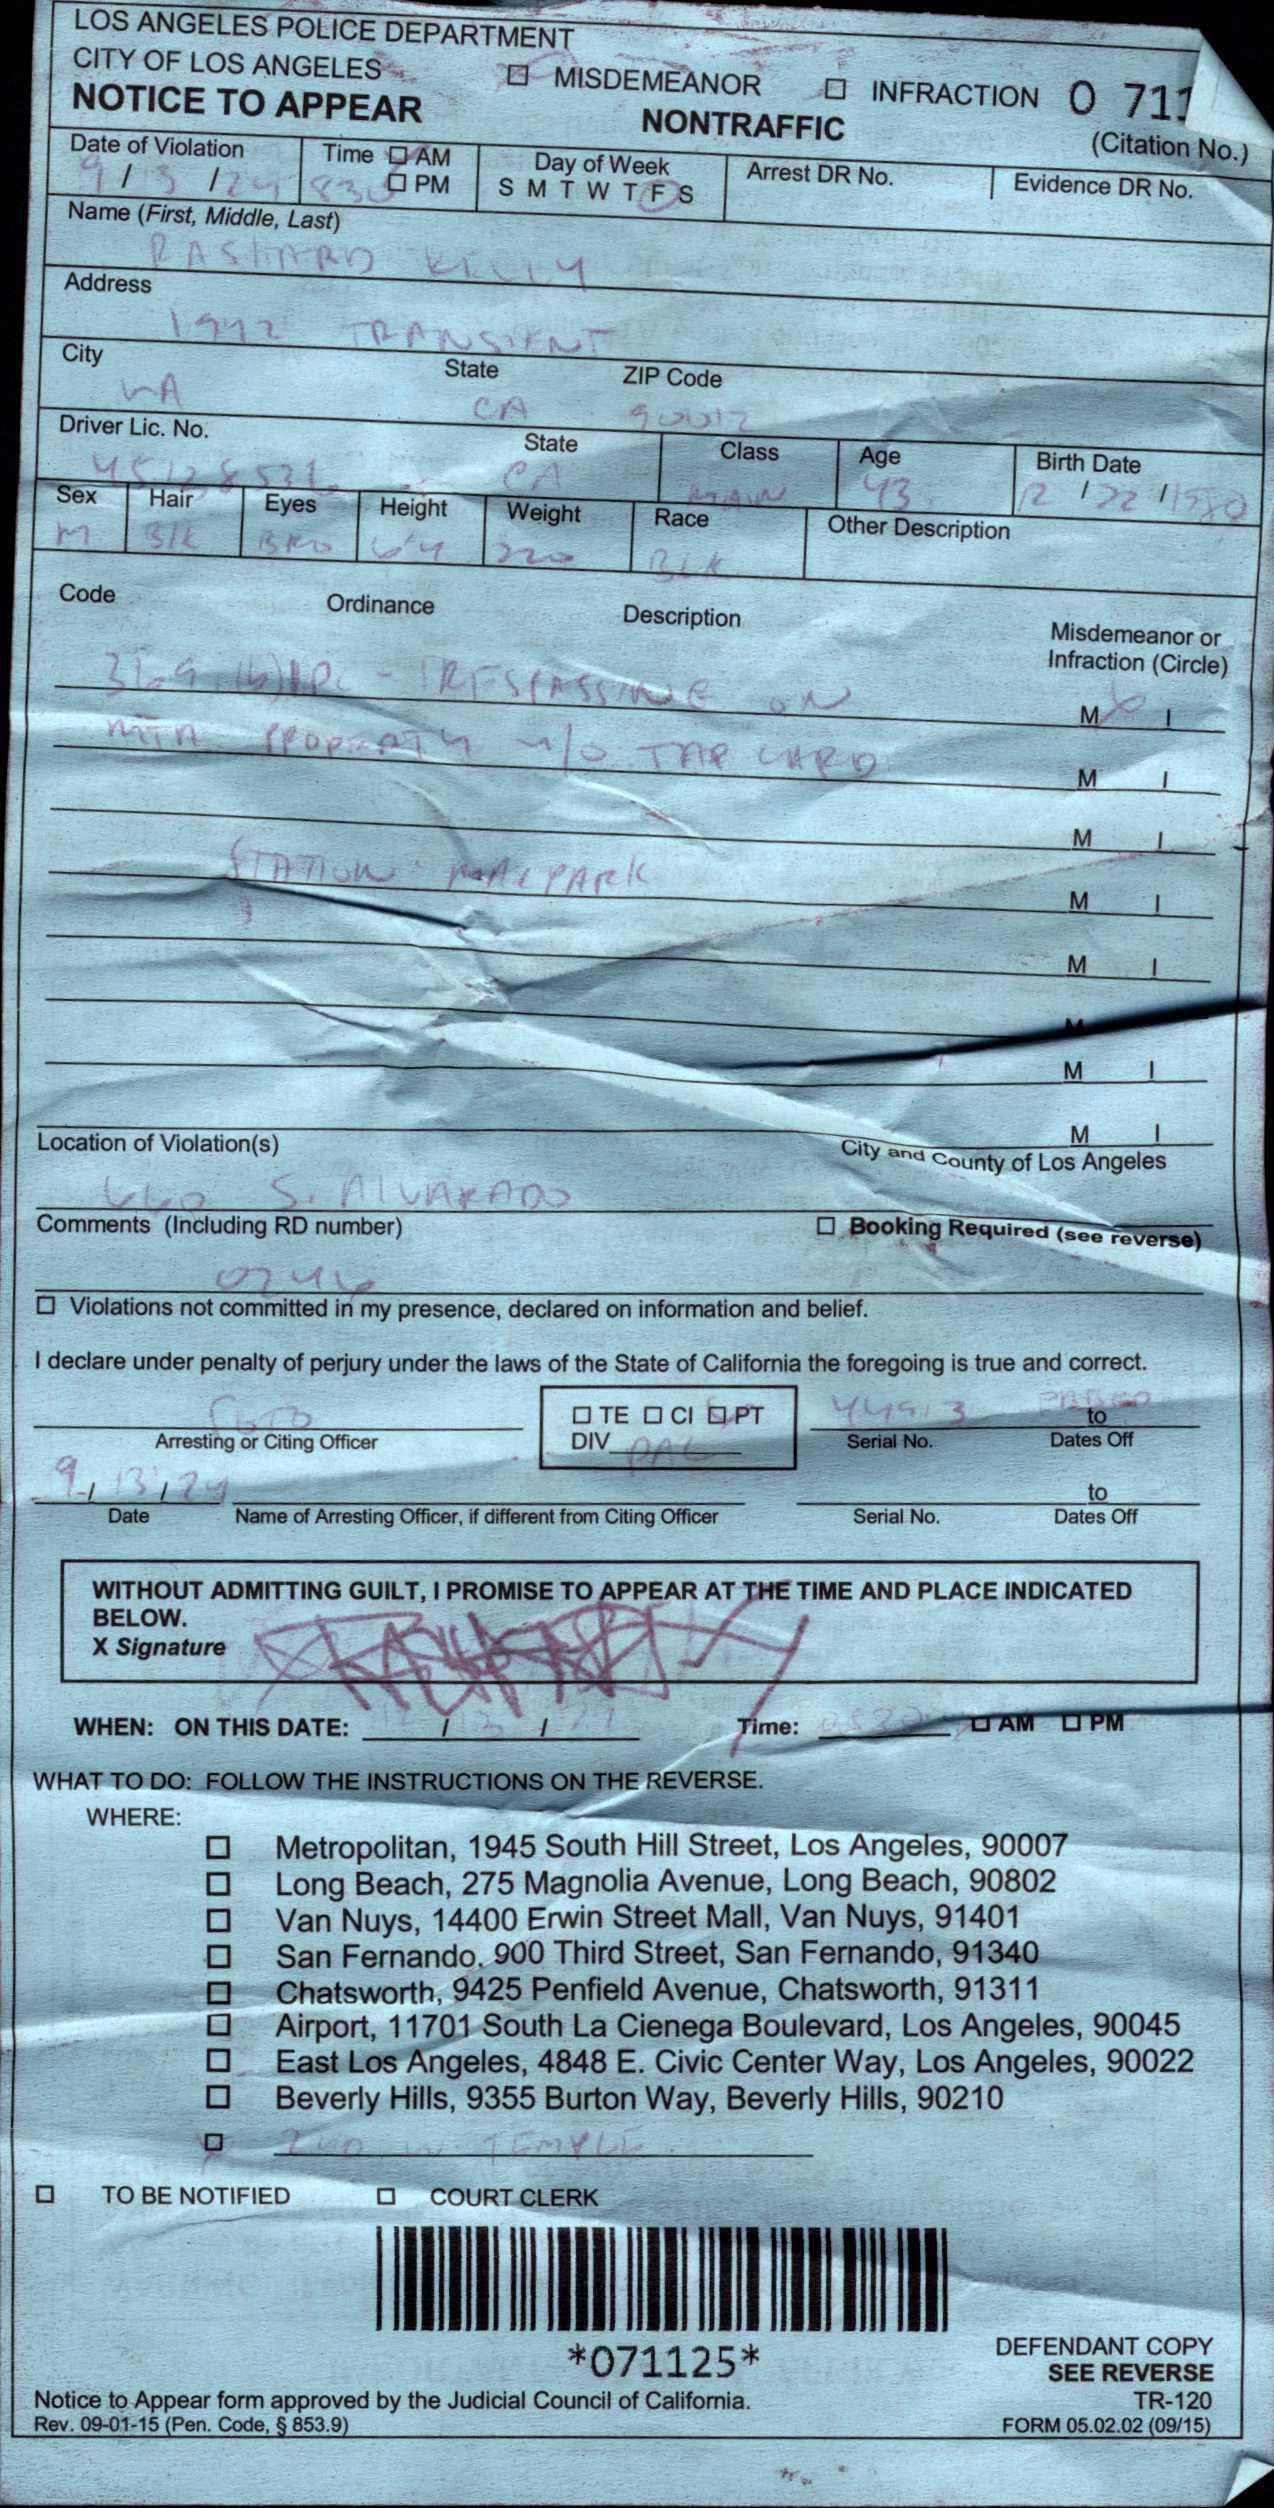 LOS ANGELES POLICE DEPARTMENT
CITY OF LOS ANGELES
☐ MISDEMEANOR ☐ INFRACTION O 711
NOTICE TO APPEAR NONTRAFFIC (Citation No.)
Date of Violation Time ☐ AM ☐ PM Day of Week Arrest DR No. Evidence DR No.
9 / 13 / 24 830 S M T W T F S
Name (First, Middle, Last)
RASHARD KELLY
Address
1942 TRANSIENT
City State ZIP Code
LA CA 90012
Driver Lic. No. State Class Age Birth Date
CA 43 12 / 22 / 1980
Sex Hair Eyes Height Weight Race Other Description
M Blk BRO 6'4 220 BLK
Code Ordinance Description Misdemeanor or Infraction (Circle)
TRESPASSING ON M I
MTA PROPERTY w/o TAP CARD M I
M I
STATION MACPARK M I
M I
M
M I
M I
Location of Violation(s) City and County of Los Angeles
660 S. ALVARADO
Comments (Including RD number) ☐ Booking Required (see reverse)
0246
☐ Violations not committed in my presence, declared on information and belief.
I declare under penalty of perjury under the laws of the State of California the foregoing is true and correct.
☐ TE ☐ CI ☐ PT to
Arresting or Citing Officer DIV Serial No. Dates Off
9 / 13 / 24 to
Date Name of Arresting Officer, if different from Citing Officer Serial No. Dates Off
WITHOUT ADMITTING GUILT, I PROMISE TO APPEAR AT THE TIME AND PLACE INDICATED
BELOW.
X Signature
WHEN: ON THIS DATE: / 13 / Time: ☐ AM ☐ PM
WHAT TO DO: FOLLOW THE INSTRUCTIONS ON THE REVERSE.
WHERE:
☐ Metropolitan, 1945 South Hill Street, Los Angeles, 90007
☐ Long Beach, 275 Magnolia Avenue, Long Beach, 90802
☐ Van Nuys, 14400 Erwin Street Mall, Van Nuys, 91401
☐ San Fernando, 900 Third Street, San Fernando, 91340
☐ Chatsworth, 9425 Penfield Avenue, Chatsworth, 91311
☐ Airport, 11701 South La Cienega Boulevard, Los Angeles, 90045
☐ East Los Angeles, 4848 E. Civic Center Way, Los Angeles, 90022
☐ Beverly Hills, 9355 Burton Way, Beverly Hills, 90210
☐ W. TEMPLE
☐ TO BE NOTIFIED ☐ COURT CLERK
*071125*
DEFENDANT COPY
SEE REVERSE
Notice to Appear form approved by the Judicial Council of California. TR-120
Rev. 09-01-15 (Pen. Code, § 853.9) FORM 05.02.02 (09/15)